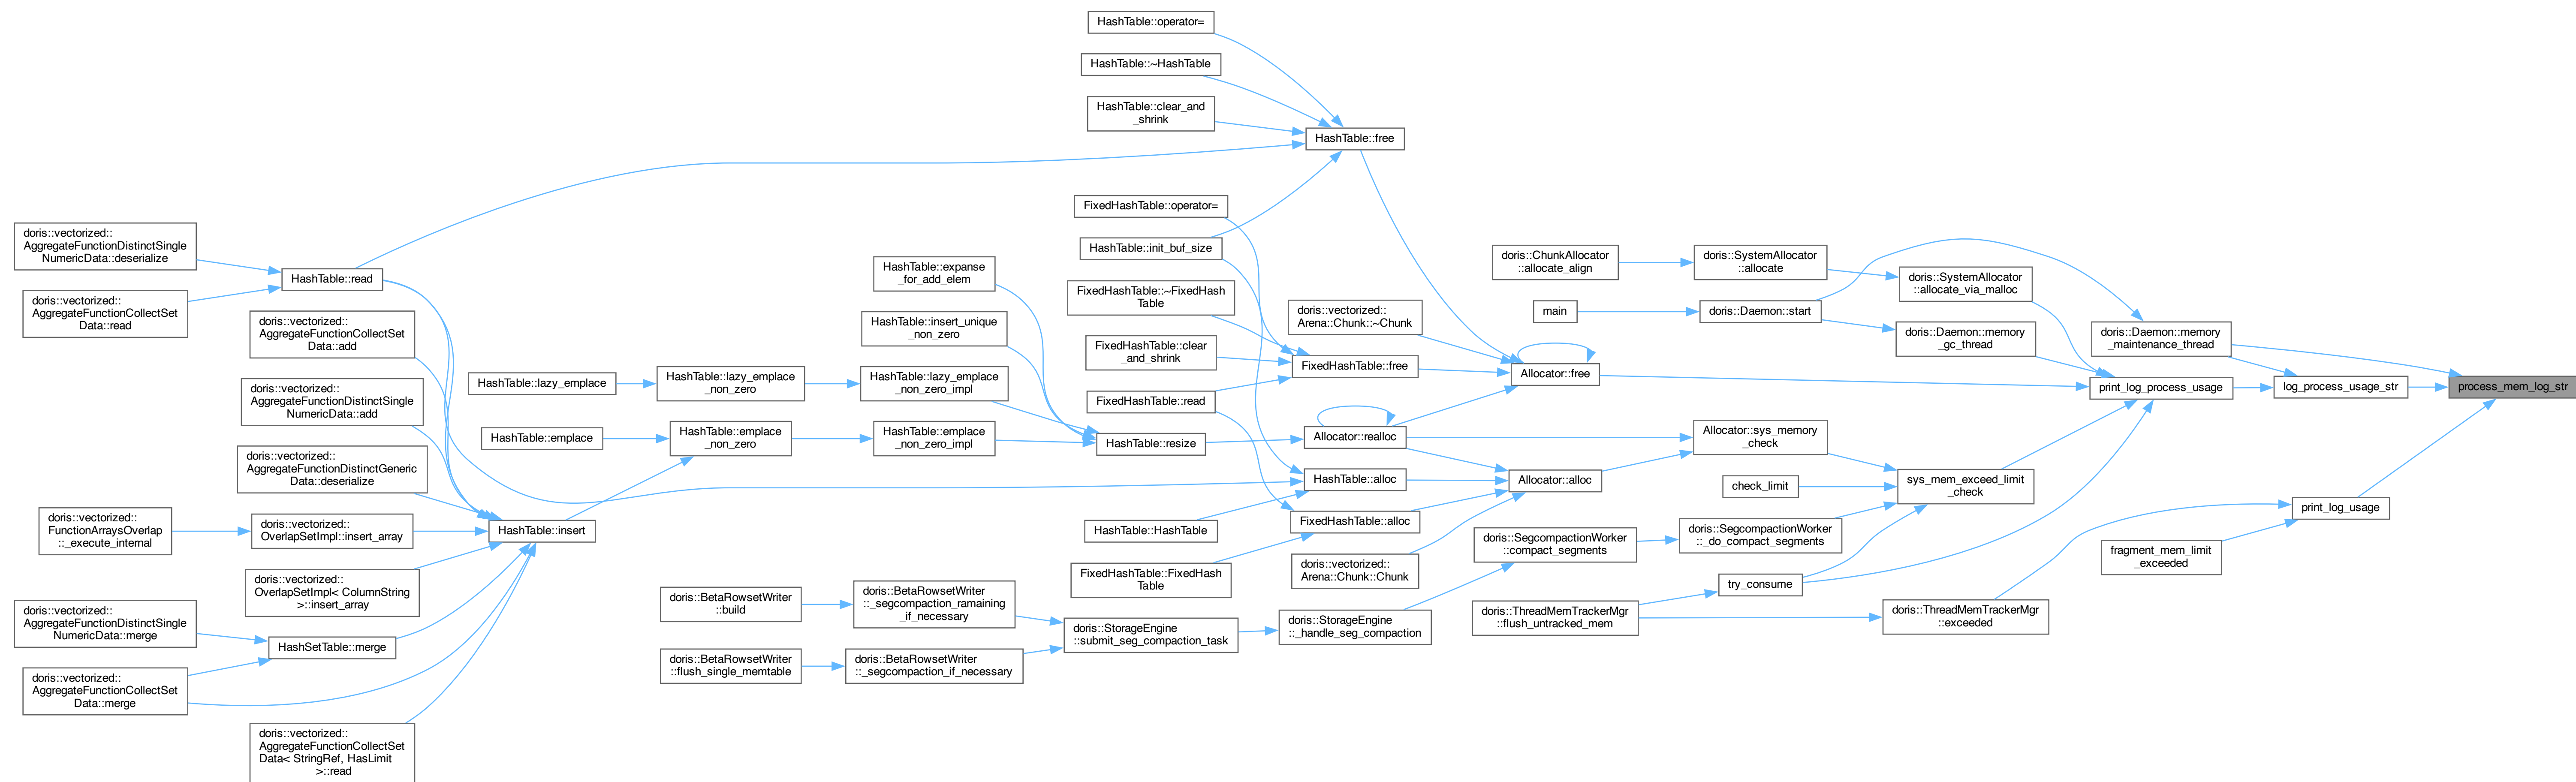 HashTable::operator=
HashTable::~HashTable
HashTable::clear_and
_shrink
HashTable::free
FixedHashTable::operator=
HashTable::init_buf_size
doris::vectorized::
AggregateFunctionDistinctSingle
NumericData::deserialize
HashTable::read
doris::vectorized::
AggregateFunctionCollectSet
Data::read
doris::vectorized::
AggregateFunctionCollectSet
Data::add
doris::vectorized::
AggregateFunctionDistinctSingle
NumericData::add
doris::vectorized::
AggregateFunctionDistinctGeneric
Data::deserialize
doris::vectorized::
FunctionArraysOverlap
::_execute_internal
doris::vectorized::
OverlapSetImpl::insert_array
doris::vectorized::
OverlapSetImpl< ColumnString
>::insert_array
doris::vectorized::
AggregateFunctionDistinctSingle
NumericData::merge
HashSetTable::merge
doris::vectorized::
AggregateFunctionCollectSet
Data::merge
doris::vectorized::
AggregateFunctionCollectSet
Data< StringRef, HasLimit
>::read
HashTable::insert
HashTable::lazy_emplace
HashTable::emplace
HashTable::lazy_emplace
_non_zero
HashTable::emplace
_non_zero
HashTable::expanse
_for_add_elem
HashTable::insert_unique
_non_zero
HashTable::lazy_emplace
_non_zero_impl
HashTable::emplace
_non_zero_impl
FixedHashTable::~FixedHash
Table
FixedHashTable::clear
_and_shrink
FixedHashTable::read
HashTable::resize
HashTable::HashTable
FixedHashTable::FixedHash
Table
doris::vectorized::
Arena::Chunk::~Chunk
FixedHashTable::free
Allocator::realloc
HashTable::alloc
FixedHashTable::alloc
doris::vectorized::
Arena::Chunk::Chunk
doris::BetaRowsetWriter
::build
doris::BetaRowsetWriter
::flush_single_memtable
doris::BetaRowsetWriter
::_segcompaction_ramaining
_if_necessary
doris::BetaRowsetWriter
::_segcompaction_if_necessary
doris::StorageEngine
::submit_seg_compaction_task
doris::StorageEngine
::_handle_seg_compaction
doris::ChunkAllocator
::allocate_align
main
Allocator::free
Allocator::alloc
doris::SegcompactionWorker
::compact_segments
doris::ThreadMemTrackerMgr
::flush_untracked_mem
doris::SystemAllocator
::allocate
doris::Daemon::start
Allocator::sys_memory
_check
check_limit
doris::SegcompactionWorker
::_do_compact_segments
try_consume
doris::SystemAllocator
::allocate_via_malloc
doris::Daemon::memory
_gc_thread
sys_mem_exceed_limit
_check
doris::ThreadMemTrackerMgr
::exceeded
doris::Daemon::memory
_maintenance_thread
print_log_process_usage
fragment_mem_limit
_exceeded
log_process_usage_str
print_log_usage
process_mem_log_str